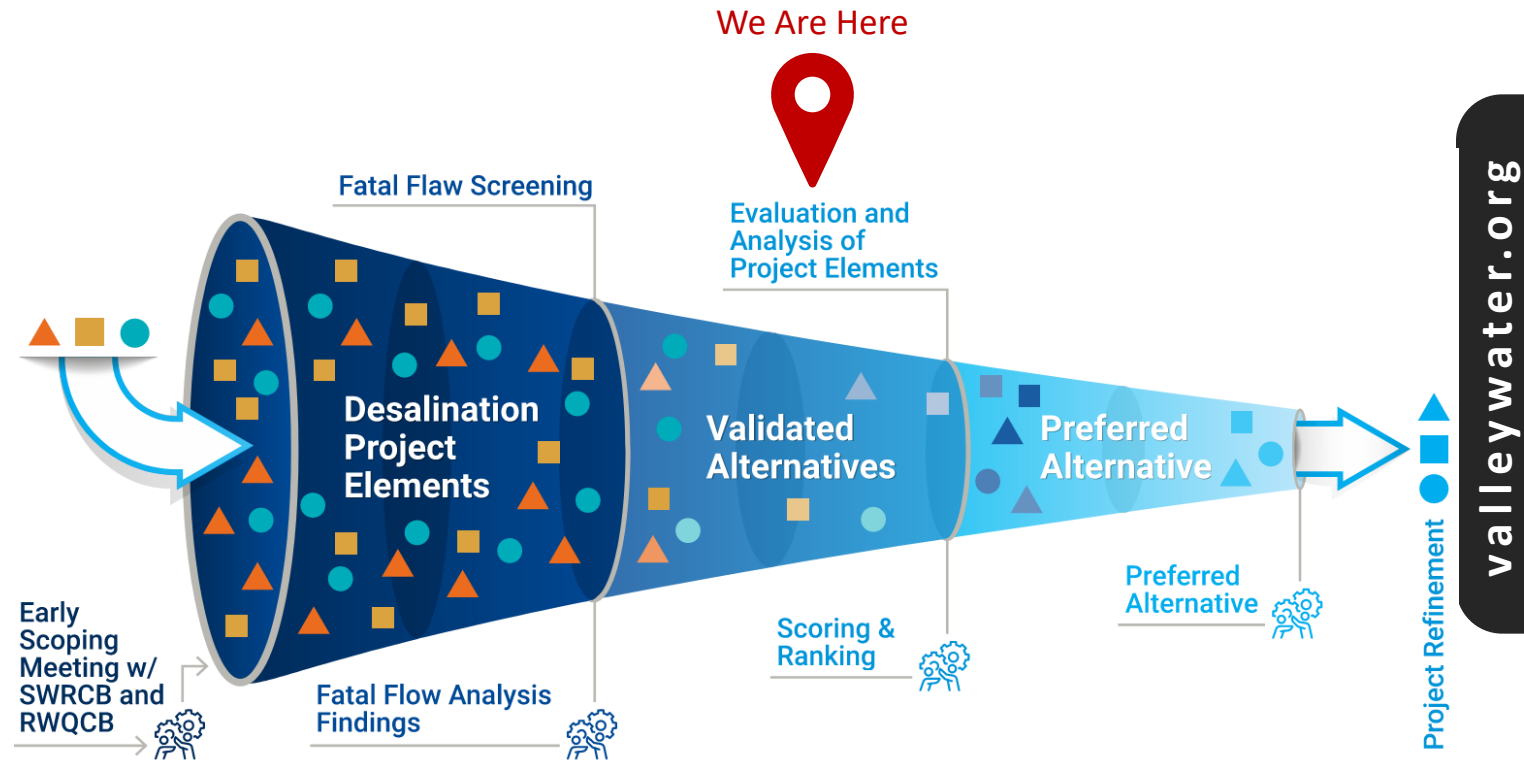 We Are Here
Fatal Flaw Screening
Evaluation and
Analysis of
Project Elements
Desalination
Project
Elements
Validated
Alternatives
Preferred
Alternative
Early
Scoping
Meeting w/
SWRCB and
RWQCB
Fatal Flow Analysis
Findings
Scoring &
Ranking
Preferred
Alternative
Project Refinement
valleywater.org